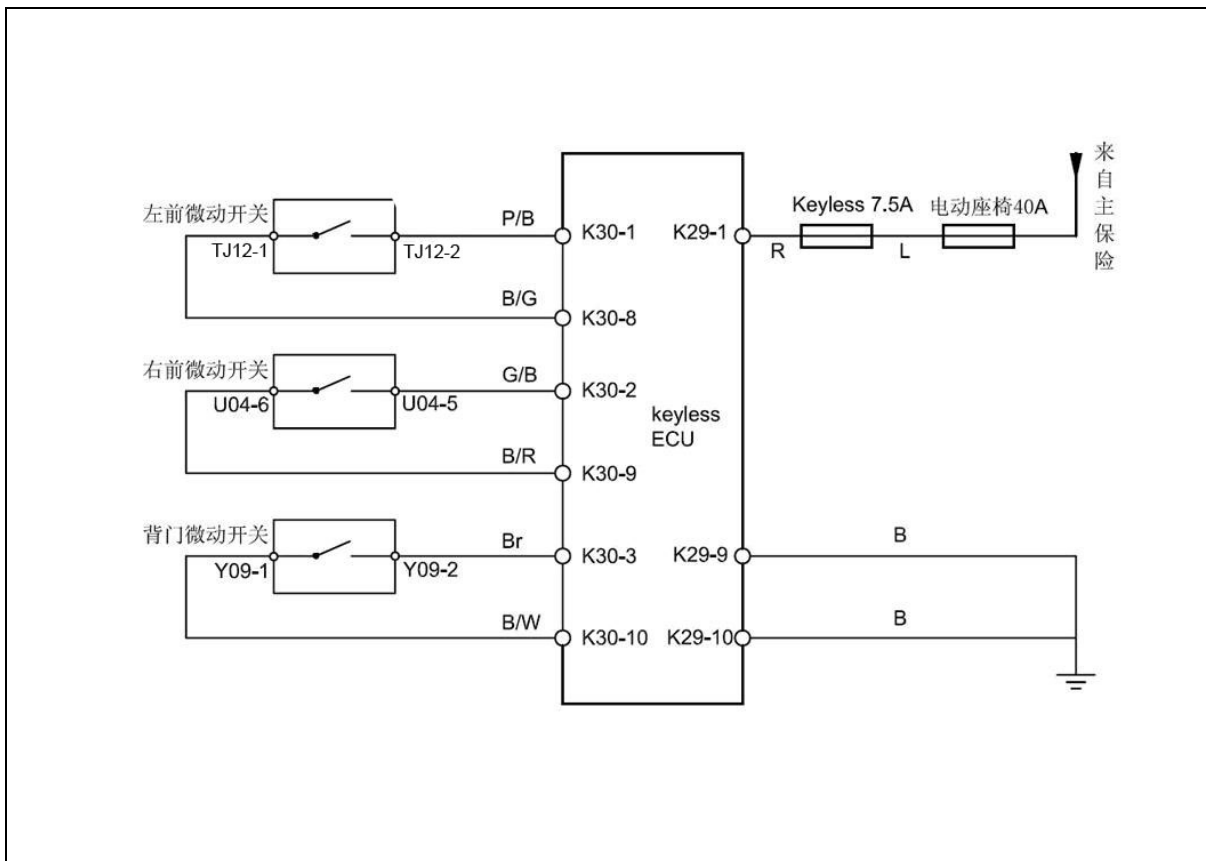 左前微动开关
TJ12-1
TJ12-2
P/B
B/G
K30-1
K30-8
右前微动开关
U04-6
U04-5
G/B
B/R
K30-2
K30-9
背门微动开关
Y09-1
Y09-2
Br
B/W
K30-3
K30-10
keyless
ECU
K29-1
R
Keyless 7.5A
L
电动座椅40A
来自主保险
K29-9
B
K29-10
B